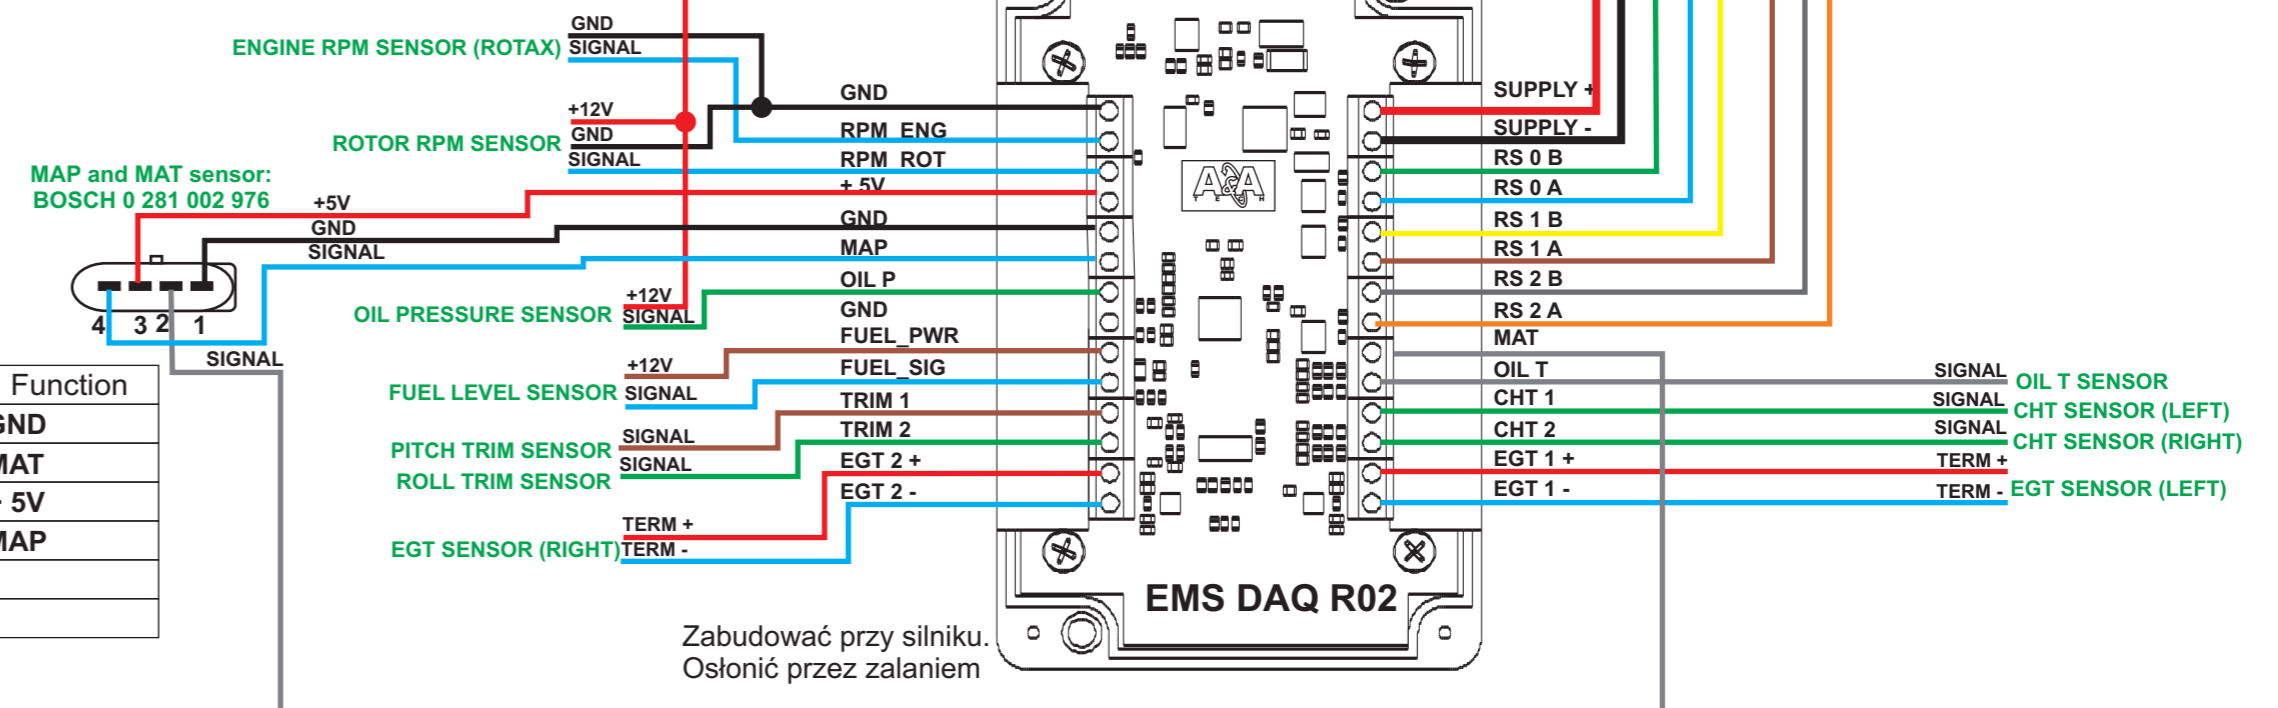 GND
ENGINE RPM SENSOR (ROTAX)
SIGNAL
+12V
GND
ROTOR RPM SENSOR
SIGNAL
MAP and MAT sensor:
BOSCH 0 281 002 976
+5V
GND
SIGNAL
4 3 2 1
SIGNAL
+12V
OIL PRESSURE SENSOR
SIGNAL
+12V
FUEL LEVEL SENSOR
SIGNAL
PITCH TRIM SENSOR
SIGNAL
SIGNAL
ROLL TRIM SENSOR
TERM +
EGT SENSOR (RIGHT)
TERM -
Function
GND
MAT
+ 5V
MAP
GND
RPM_ENG
RPM_ROT
+ 5V
GND
MAP
OIL P
GND
FUEL_PWR
FUEL_SIG
TRIM 1
TRIM 2
EGT 2 +
EGT 2 -
A&A
TECH
SUPPLY +
SUPPLY -
RS 0 B
RS 0 A
RS 1 B
RS 1 A
RS 2 B
RS 2 A
MAT
OIL T
CHT 1
CHT 2
EGT 1 +
EGT 1 -
SIGNAL OIL T SENSOR
SIGNAL CHT SENSOR (LEFT)
SIGNAL CHT SENSOR (RIGHT)
TERM +
TERM - EGT SENSOR (LEFT)
EMS DAQ R02
Zabudować przy silniku.
Osłonić przez zalaniem